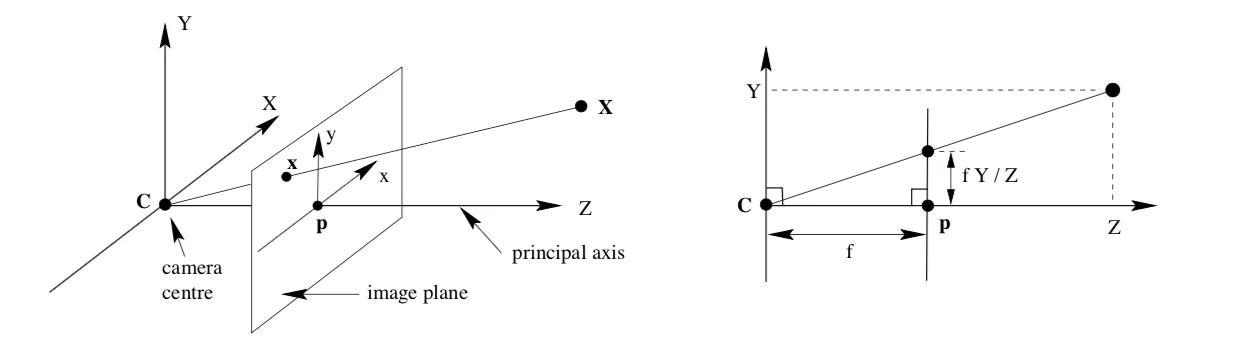 Y
X
X
y
x
x
C
Z
p
principal axis
camera
centre
image plane
Y
f Y / Z
C
p
Z
f